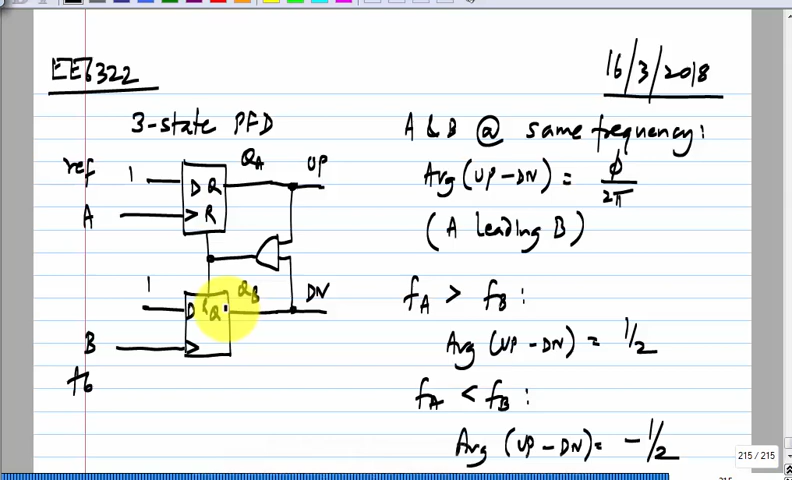 EE6322
16/3/2018
3-state PFD
ref
1
D Q
R
A
QA
UP
1
D R Q
B
QB
DN
fb
A & B @ same frequency:
Avg (UP-DN) = ϕ/2π
(A leading B)
fA > fB:
Avg (UP-DN) = 1/2
fA < fB:
Avg (UP-DN) = -1/2
215 / 215